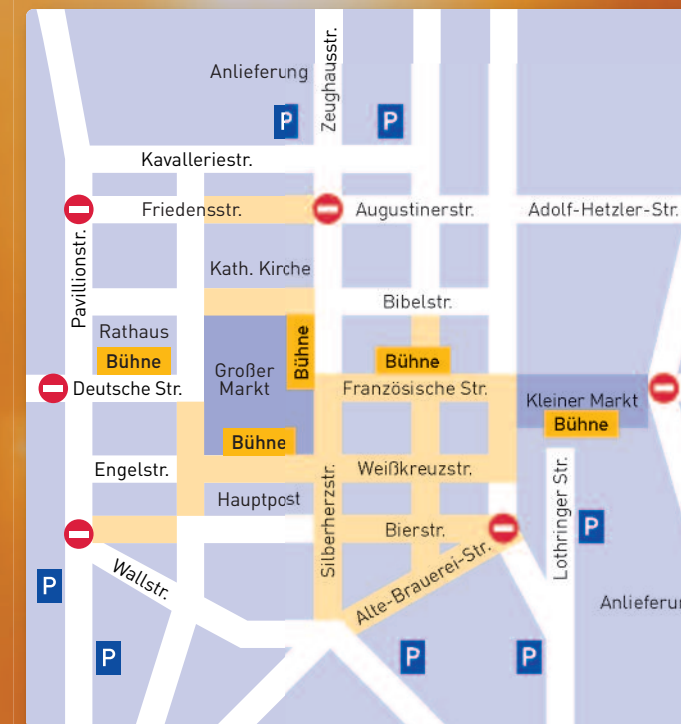 Zeughausstr.
Anlieferung
P
P
Kavalleriestr.
Friedensstr.
Augustinerstr.
Adolf-Hetzler-Str.
Pavillionstr.
Kath. Kirche
Bibelstr.
Rathaus
Bühne
Großer
Markt
Bühne
Bühne
Deutsche Str.
Französische Str.
Kleiner Markt
Bühne
Bühne
Engelstr.
Weißkreuzstr.
Silberherzstr.
Lothringer Str.
Hauptpost
Bierstr.
P
Wallstr.
Alte-Brauerei-Str.
P
Anlieferu
P
P
P